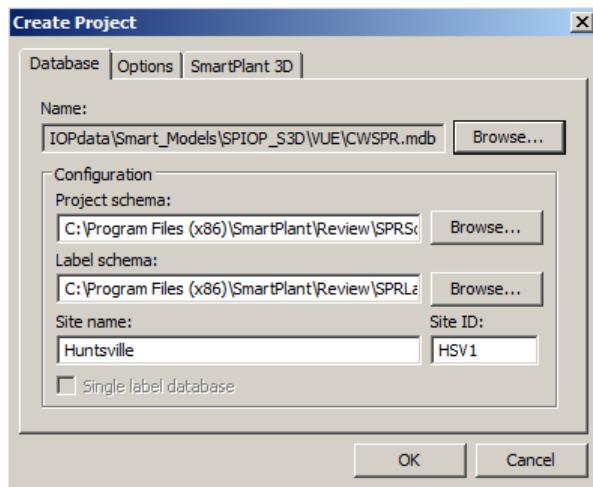 Create Project
Database Options SmartPlant 3D
Name:
IOPdata\Smart_Models\SPIOP_S3D\VUE\CWSPR.mdb Browse...
Configuration
Project schema:
C:\Program Files (x86)\SmartPlant\Review\SPRSc Browse...
Label schema:
C:\Program Files (x86)\SmartPlant\Review\SPRLa Browse...
Site name: Site ID:
Huntsville HSV1
Single label database
OK Cancel